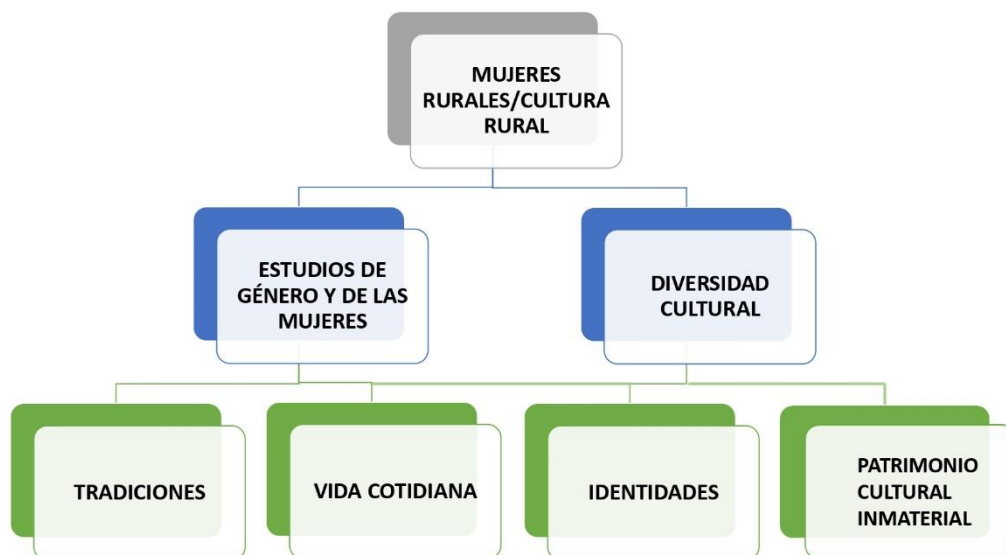 MUJERES
RURALES/CULTURA
RURAL
ESTUDIOS DE
GÉNERO Y DE LAS
MUJERES
DIVERSIDAD
CULTURAL
TRADICIONES
VIDA COTIDIANA
IDENTIDADES
PATRIMONIO
CULTURAL
INMATERIAL